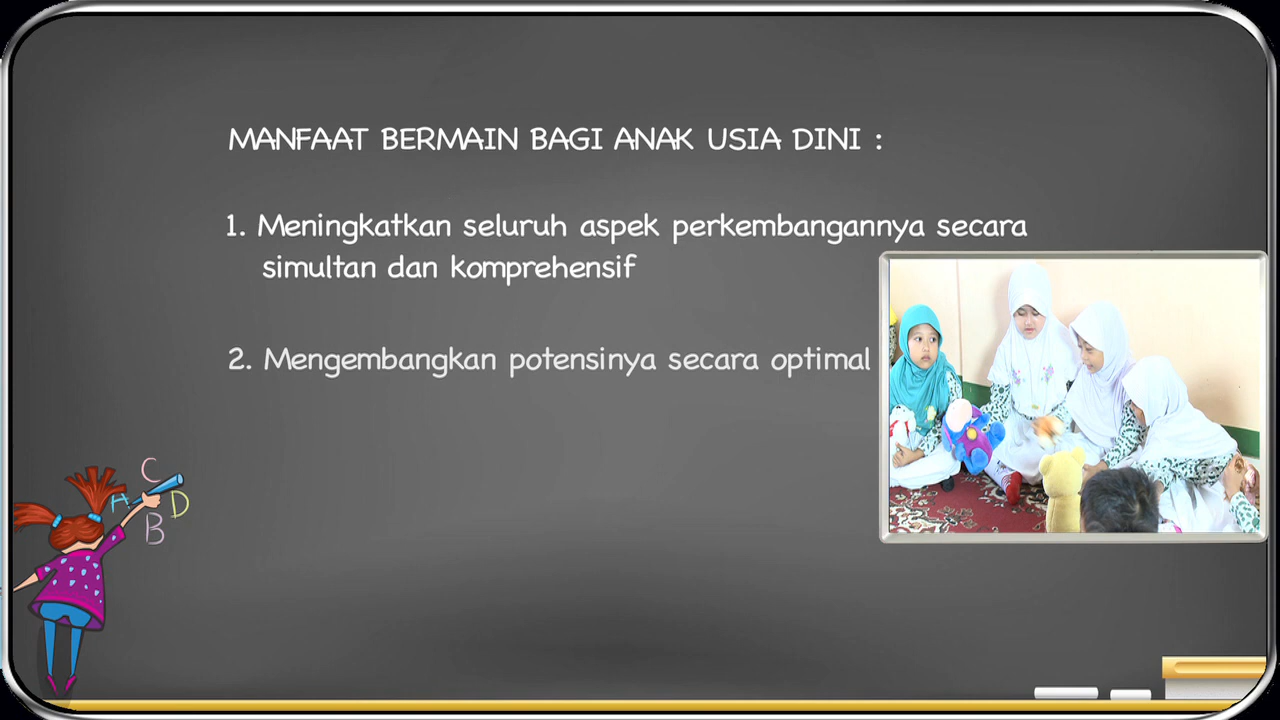 MANFAAT BERMAIN BAGI ANAK USIA DINI :
1. Meningkatkan seluruh aspek perkembangannya secara
simultan dan komprehensif
2. Mengembangkan potensinya secara optimal
C
A
D
B